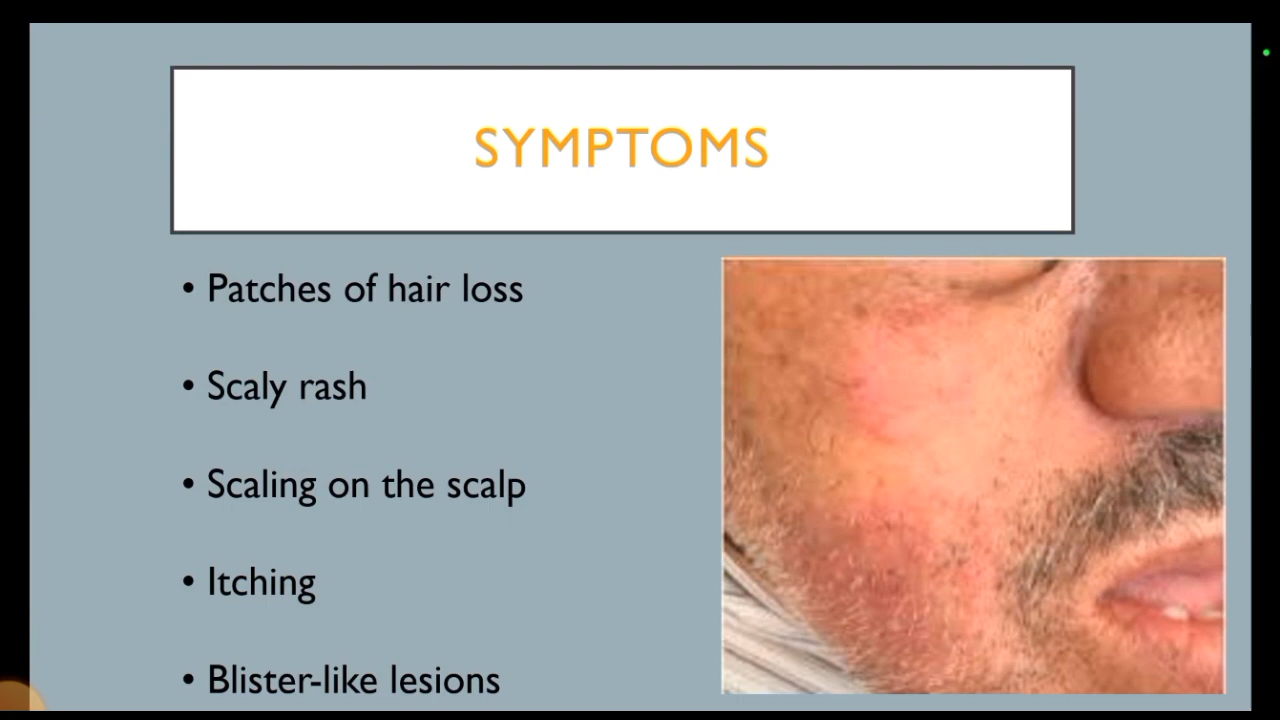 SYMPTOMS
• Patches of hair loss
• Scaly rash
• Scaling on the scalp
• Itching
• Blister-like lesions